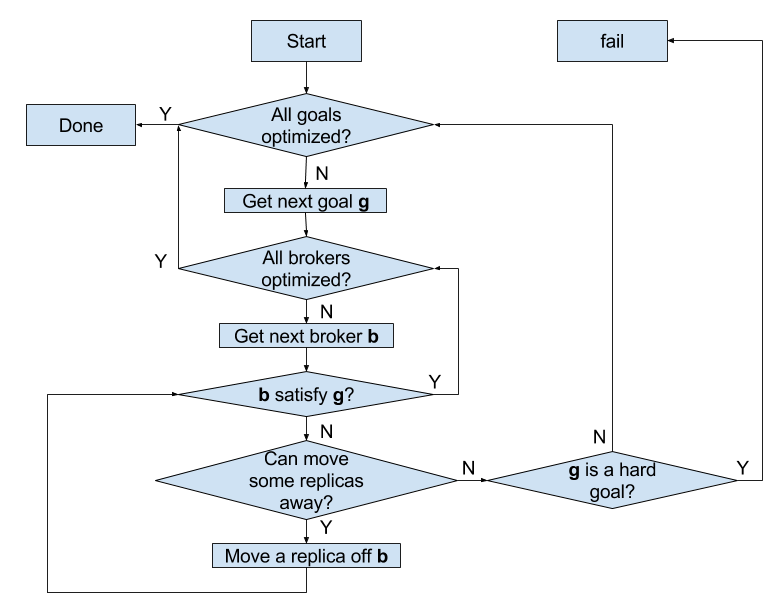 Start
fail
Done
Y
All goals
optimized?
N
Get next goal g
Y
All brokers
optimized?
N
Get next broker b
b satisfy g?
Y
N
Can move
some replicas
away?
N
N
g is a hard
goal?
Y
Y
Move a replica off b